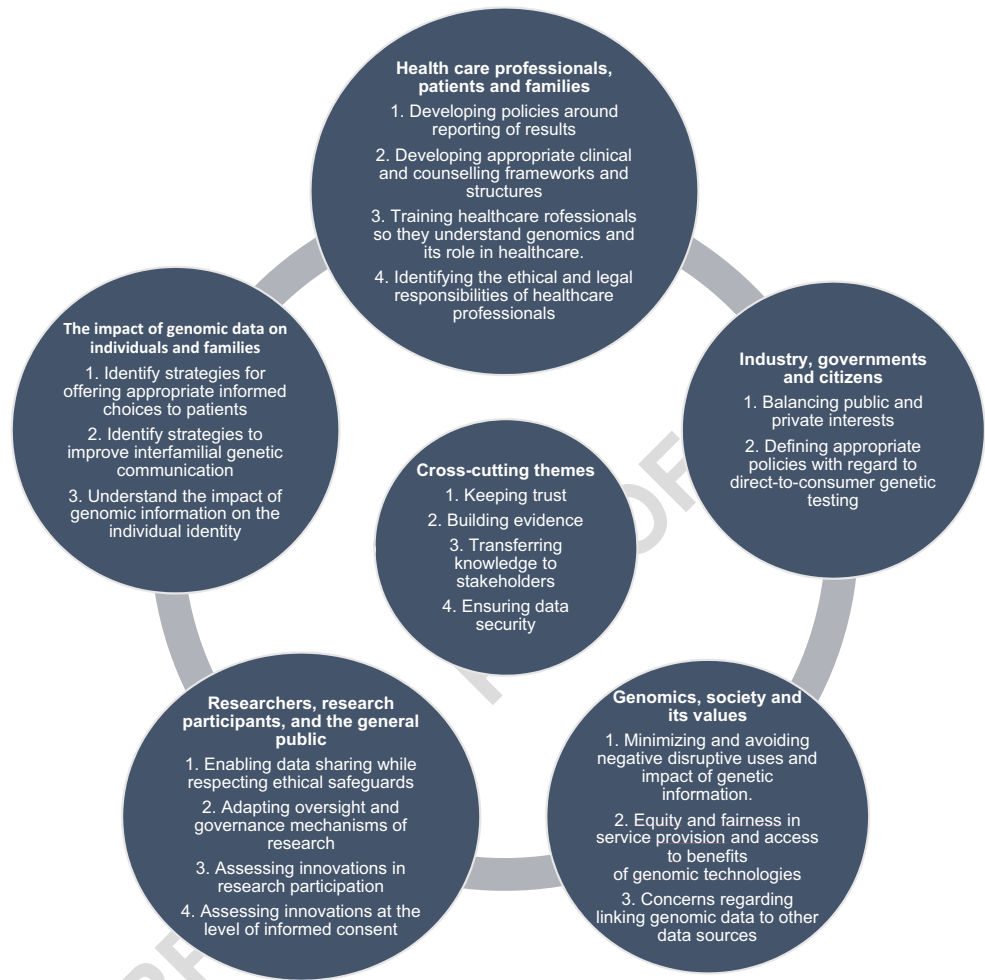 Health care professionals,
patients and families
1. Developing policies around
reporting of results
2. Developing appropriate clinical
and counselling frameworks and
structures
3. Training healthcare rofessionals
so they understand genomics and
its role in healthcare.
4. Identifying the ethical and legal
responsibilities of healthcare
professionals
Industry, governments
and citizens
1. Balancing public and
private interests
2. Defining appropriate
policies with regard to
direct-to-consumer genetic
testing
Genomics, society and
its values
1. Minimizing and avoiding
negative disruptive uses and
impact of genetic
information.
2. Equity and fairness in
service provision and access
to benefits
of genomic technologies
3. Concerns regarding
linking genomic data to other
data sources
Researchers, research
participants, and the general
public
1. Enabling data sharing while
respecting ethical safeguards
2. Adapting oversight and
governance mechanisms of
research
3. Assessing innovations in
research participation
4. Assessing innovations at the
level of informed consent
The impact of genomic data on
individuals and families
1. Identify strategies for
offering appropriate informed
choices to patients
2. Identify strategies to
improve interfamilial genetic
communication
3. Understand the impact of
genomic information on the
individual identity
Cross-cutting themes
1. Keeping trust
2. Building evidence
3. Transferring
knowledge to
stakeholders
4. Ensuring data
security